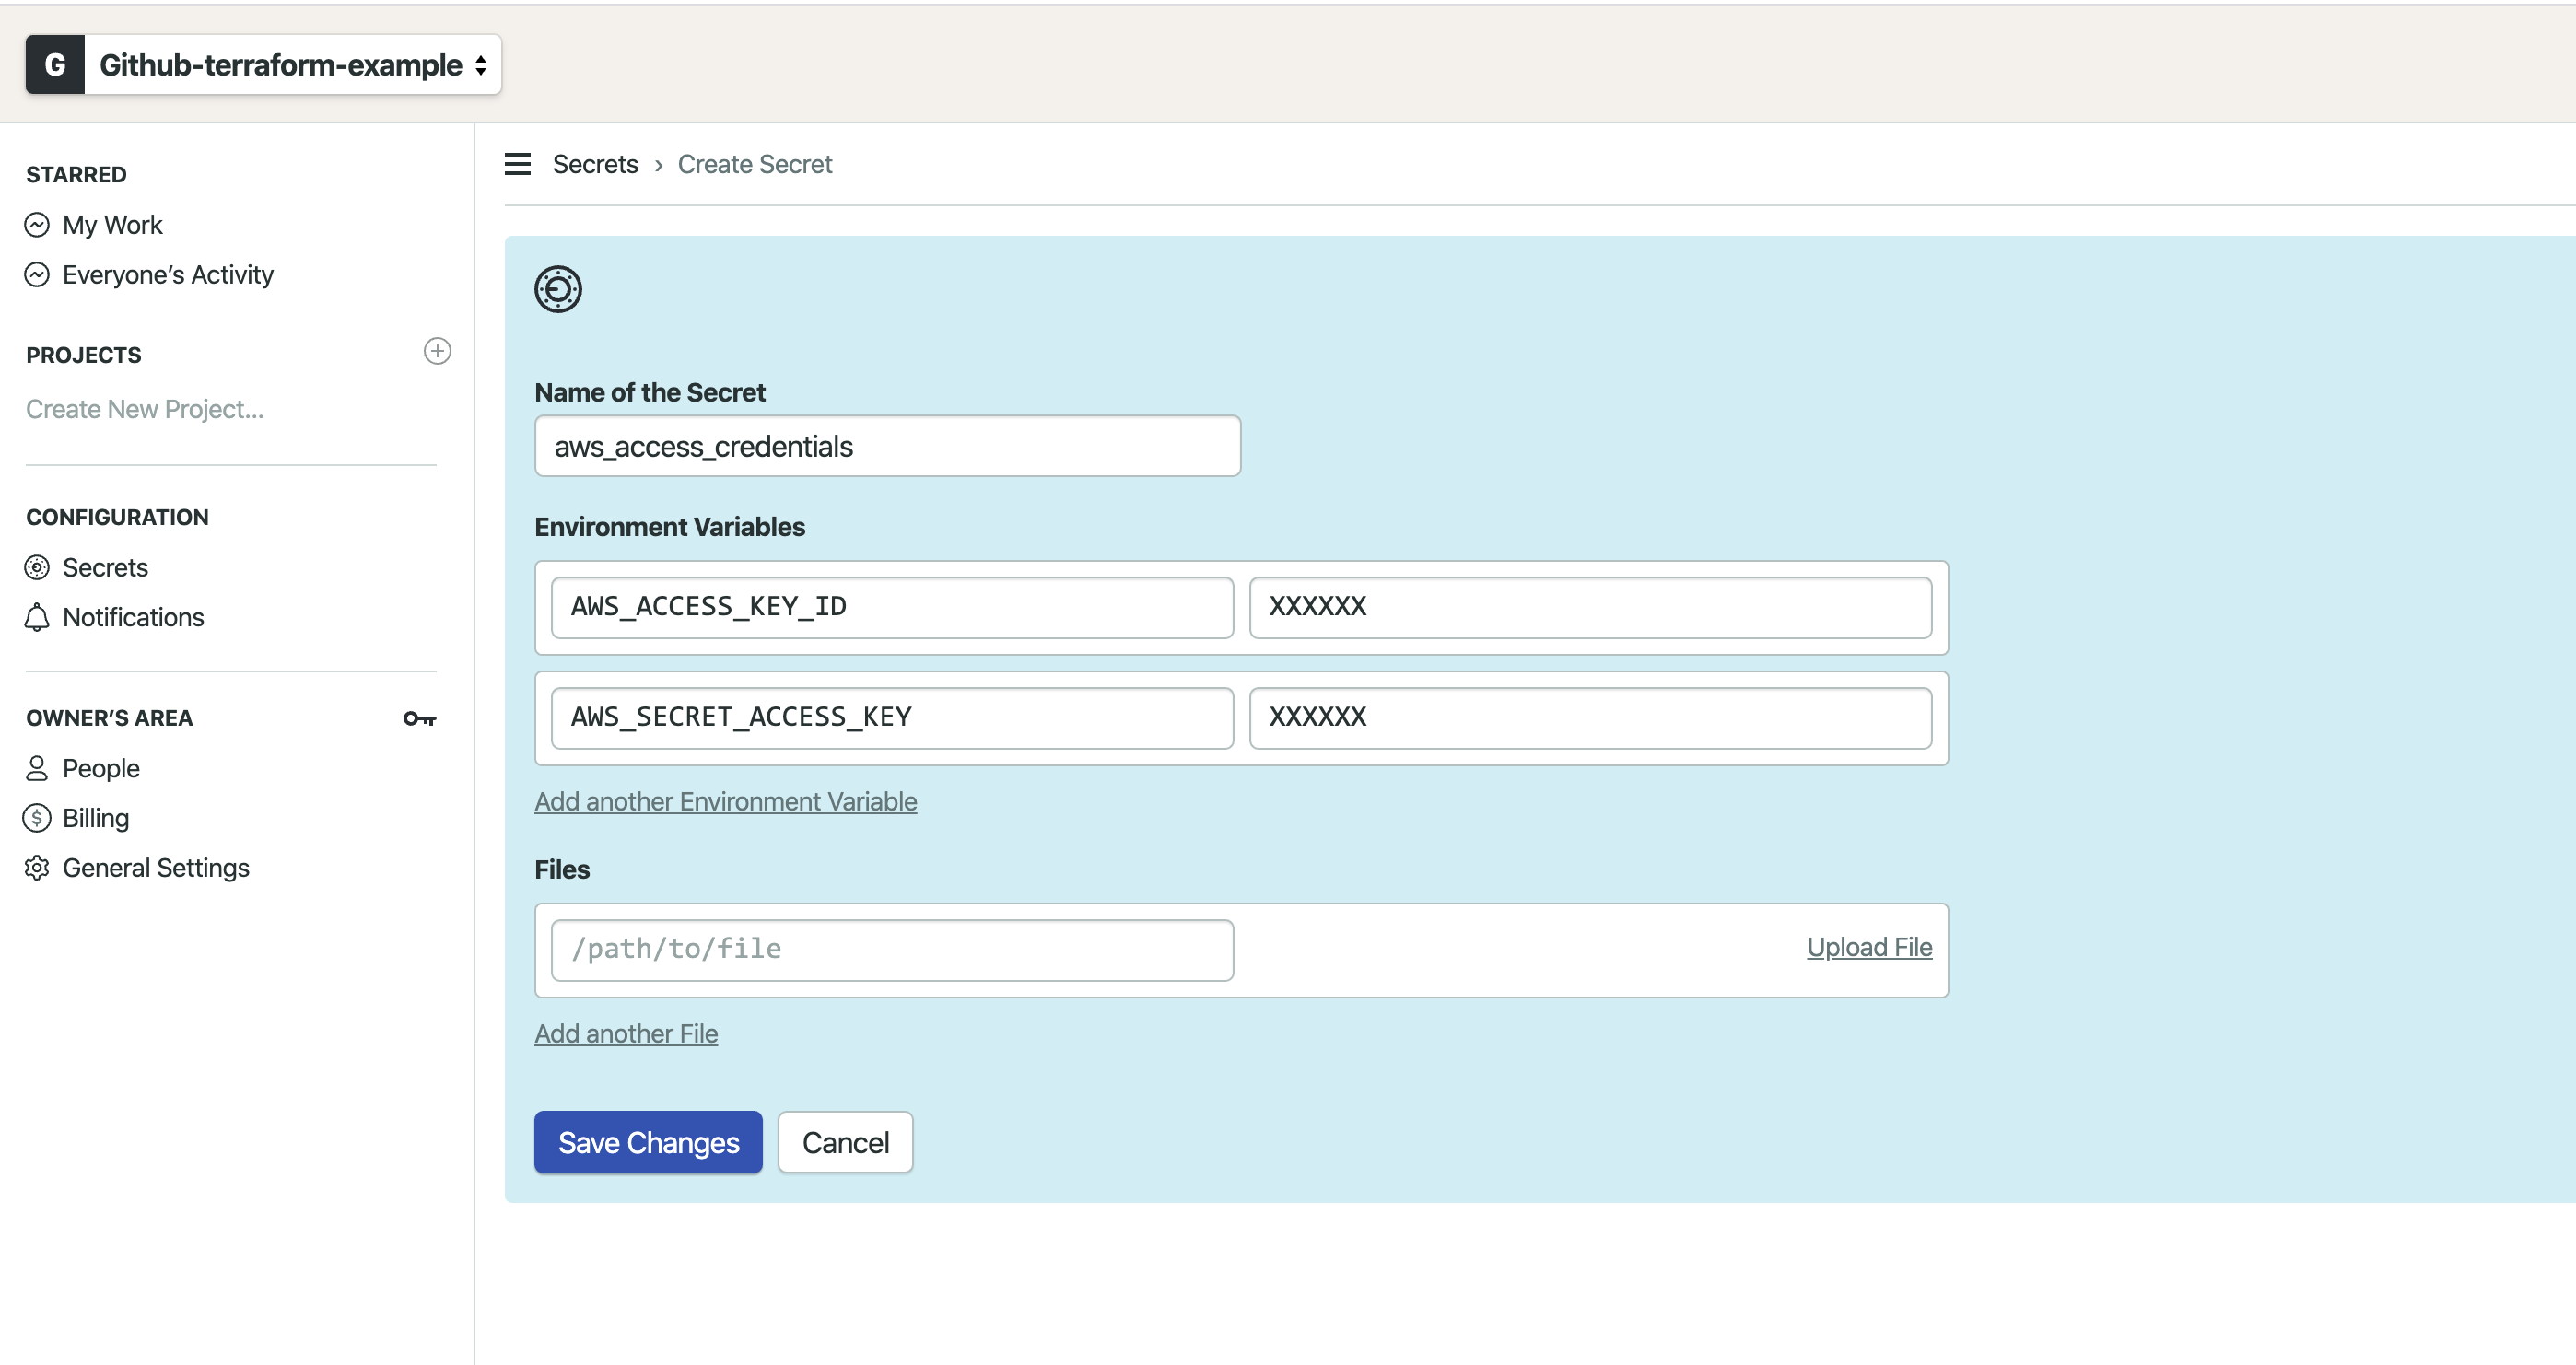 G Github-terraform-example
STARRED
My Work
Everyone’s Activity
PROJECTS
Create New Project...
CONFIGURATION
Secrets
Notifications
OWNER’S AREA
People
Billing
General Settings
Secrets › Create Secret
Name of the Secret
aws_access_credentials
Environment Variables
AWS_ACCESS_KEY_ID XXXXXX
AWS_SECRET_ACCESS_KEY XXXXXX
Add another Environment Variable
Files
/path/to/file Upload File
Add another File
Save Changes Cancel